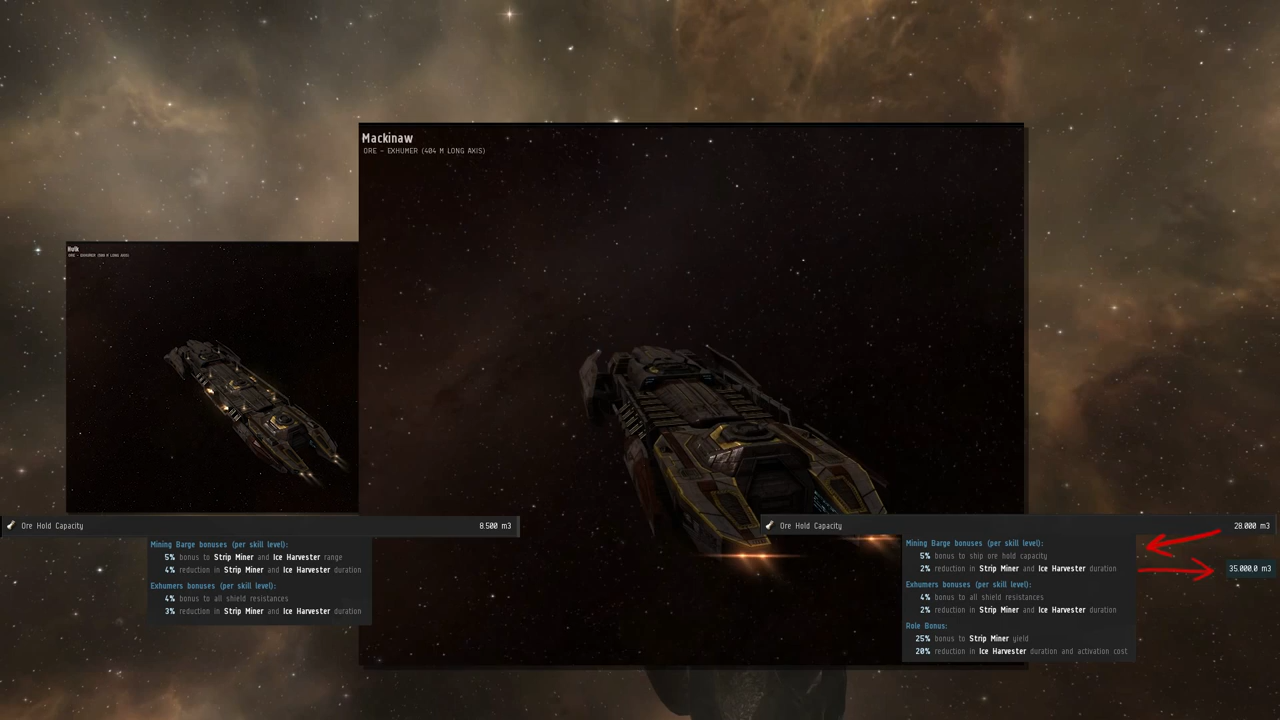 Mackinaw
ORE - EXHUMER (404 M LONG AXIS)
Hulk
Ore Hold Capacity 8.500 m3
Mining Barge bonuses (per skill level):
5% bonus to Strip Miner and Ice Harvester range
4% reduction in Strip Miner and Ice Harvester duration
Exhumers bonuses (per skill level):
4% bonus to all shield resistances
3% reduction in Strip Miner and Ice Harvester duration
Ore Hold Capacity 28.000 m3
Mining Barge bonuses (per skill level):
5% bonus to ship ore hold capacity
2% reduction in Strip Miner and Ice Harvester duration
35.000.0 m3
Exhumers bonuses (per skill level):
4% bonus to all shield resistances
2% reduction in Strip Miner and Ice Harvester duration
Role Bonus:
25% bonus to Strip Miner yield
20% reduction in Ice Harvester duration and activation cost